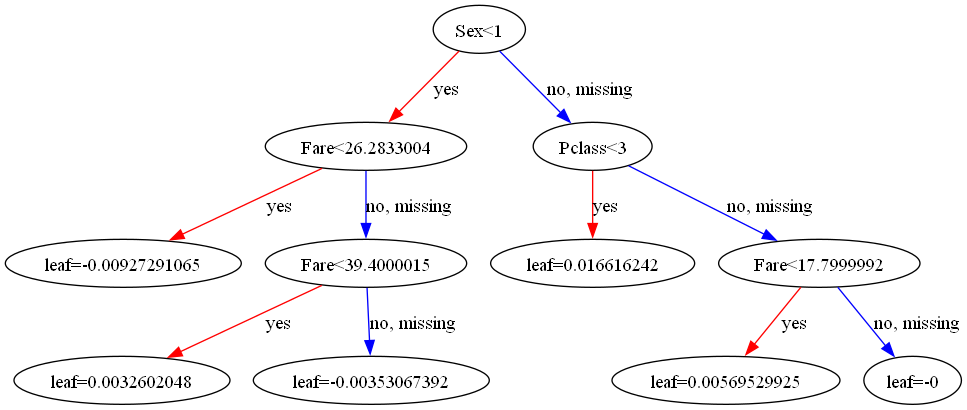 Sex<1
yes
no, missing
Fare<26.2833004
Pclass<3
yes
no, missing
yes
no, missing
leaf=-0.00927291065
Fare<39.4000015
leaf=0.016616242
Fare<17.7999992
yes
no, missing
yes
no, missing
leaf=0.0032602048
leaf=-0.00353067392
leaf=0.00569529925
leaf=-0